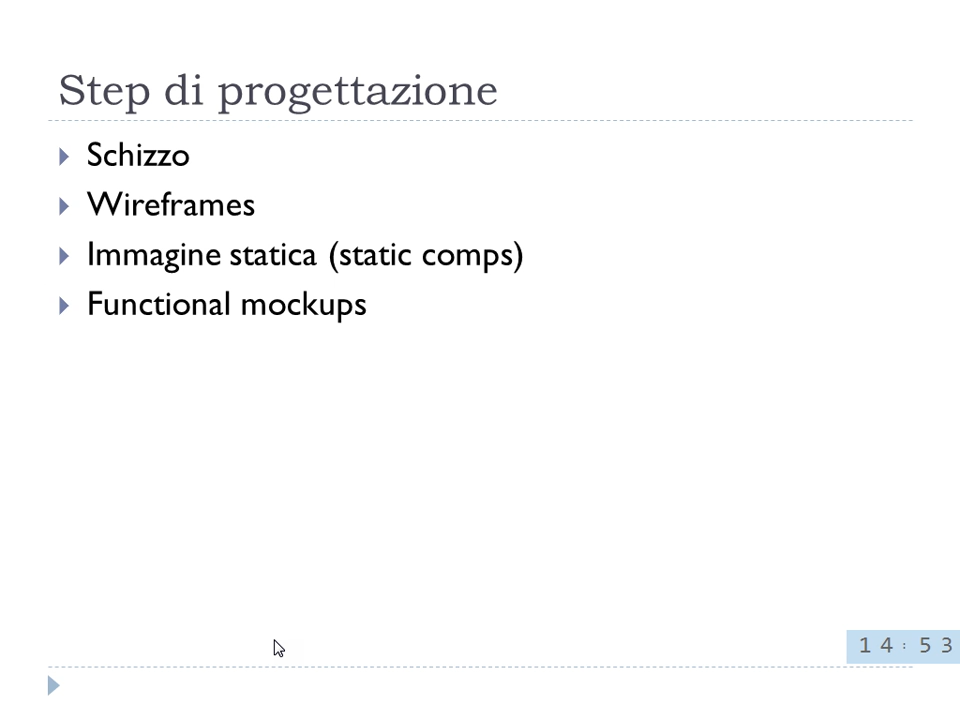 Step di progettazione
Schizzo
Wireframes
Immagine statica (static comps)
Functional mockups
14:53